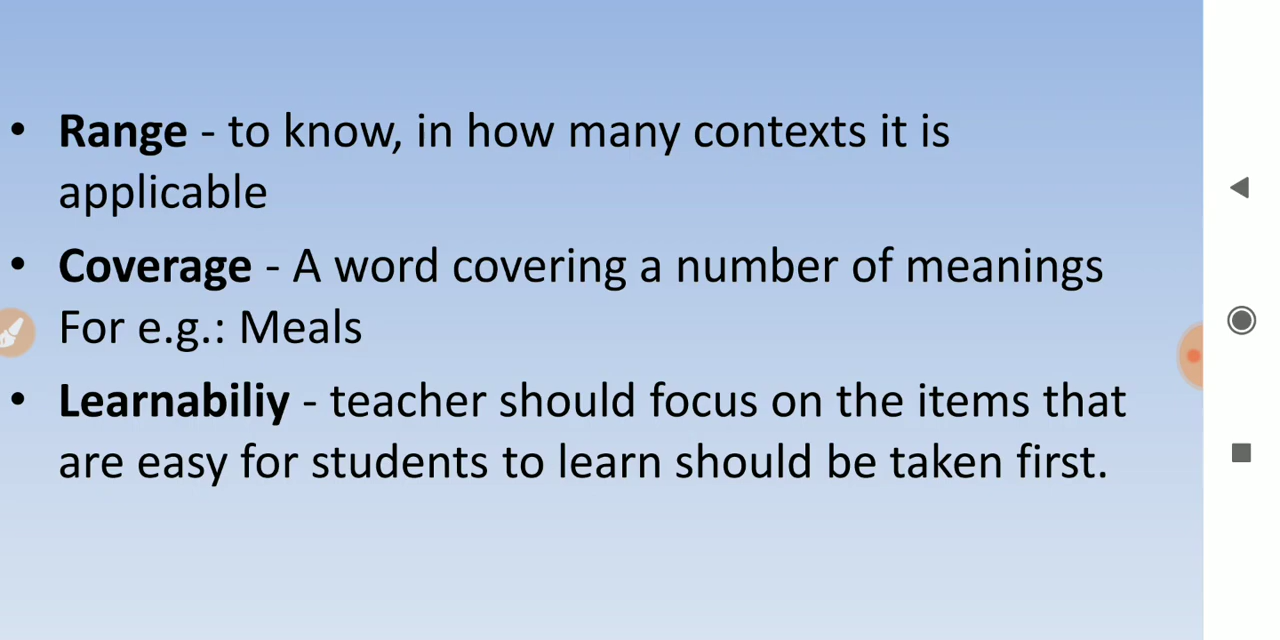 • Range - to know, in how many contexts it is
applicable
• Coverage - A word covering a number of meanings
For e.g.: Meals
• Learnabiliy - teacher should focus on the items that
are easy for students to learn should be taken first.